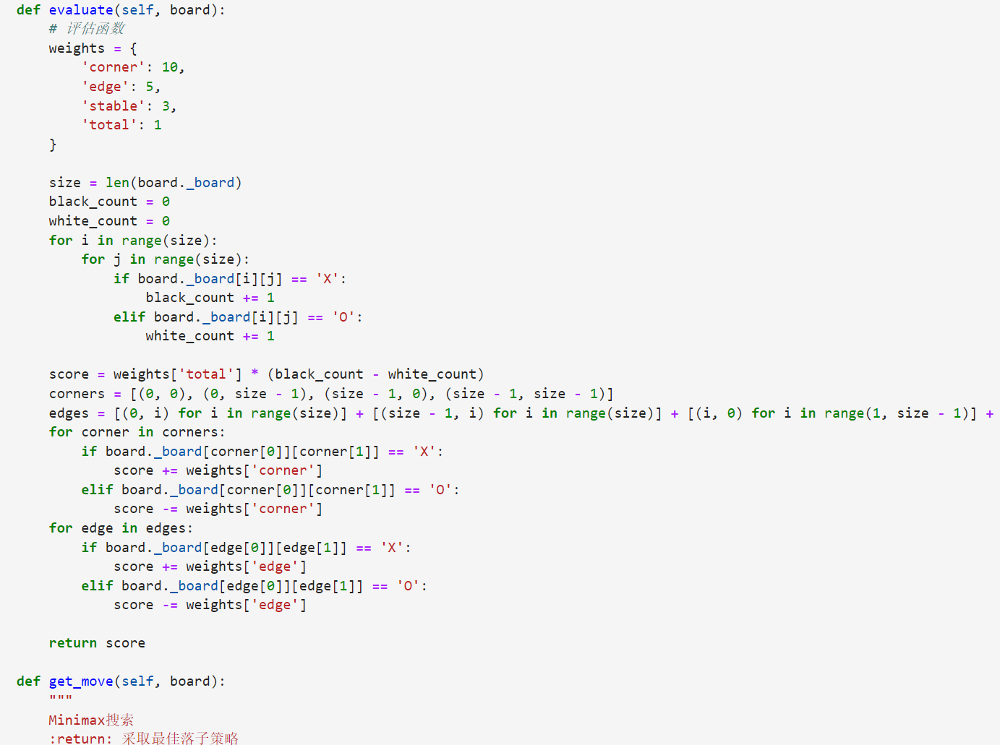 def evaluate(self, board):
    # 评估函数
    weights = {
        'corner': 10,
        'edge': 5,
        'stable': 3,
        'total': 1
    }

    size = len(board._board)
    black_count = 0
    white_count = 0
    for i in range(size):
        for j in range(size):
            if board._board[i][j] == 'X':
                black_count += 1
            elif board._board[i][j] == 'O':
                white_count += 1

    score = weights['total'] * (black_count - white_count)
    corners = [(0, 0), (0, size - 1), (size - 1, 0), (size - 1, size - 1)]
    edges = [(0, i) for i in range(size)] + [(size - 1, i) for i in range(size)] + [(i, 0) for i in range(1, size - 1)] +
    for corner in corners:
        if board._board[corner[0]][corner[1]] == 'X':
            score += weights['corner']
        elif board._board[corner[0]][corner[1]] == 'O':
            score -= weights['corner']
    for edge in edges:
        if board._board[edge[0]][edge[1]] == 'X':
            score += weights['edge']
        elif board._board[edge[0]][edge[1]] == 'O':
            score -= weights['edge']

    return score

def get_move(self, board):
    """
    Minimax搜索
    :return: 采取最佳落子策略